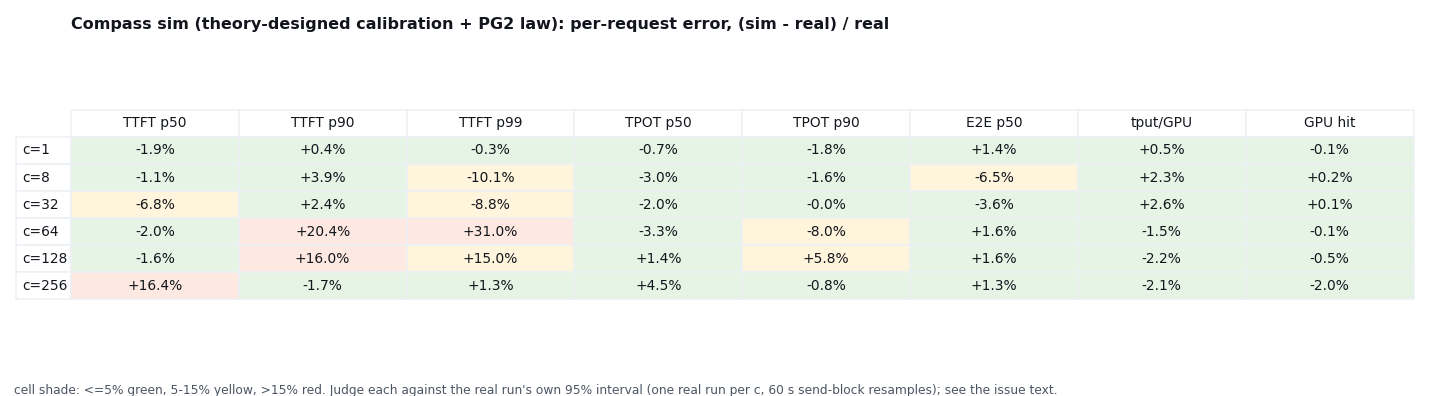 Compass sim (theory-designed calibration + PG2 law): per-request error, (sim - real) / real
TTFT p50 TTFT p90 TTFT p99 TPOT p50 TPOT p90 E2E p50 tput/GPU GPU hit
c=1 -1.9% +0.4% -0.3% -0.7% -1.8% +1.4% +0.5% -0.1%
c=8 -1.1% +3.9% -10.1% -3.0% -1.6% -6.5% +2.3% +0.2%
c=32 -6.8% +2.4% -8.8% -2.0% -0.0% -3.6% +2.6% +0.1%
c=64 -2.0% +20.4% +31.0% -3.3% -8.0% +1.6% -1.5% -0.1%
c=128 -1.6% +16.0% +15.0% +1.4% +5.8% +1.6% -2.2% -0.5%
c=256 +16.4% -1.7% +1.3% +4.5% -0.8% +1.3% -2.1% -2.0%
cell shade: <=5% green, 5-15% yellow, >15% red. Judge each against the real run's own 95% interval (one real run per c, 60 s send-block resamples); see the issue text.